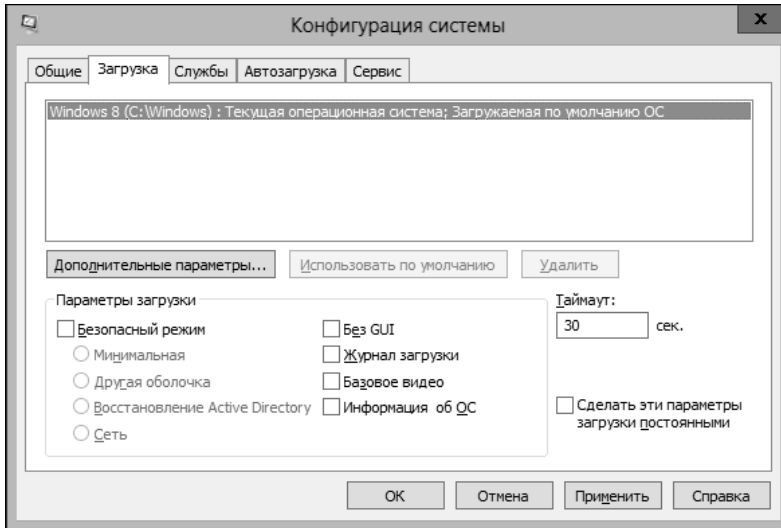 Конфигурация системы
x
Общие Загрузка Службы Автозагрузка Сервис
Windows 8 (C:\Windows) : Текущая операционная система; Загружаемая по умолчанию ОС
Дополнительные параметры... Использовать по умолчанию Удалить
Параметры загрузки
Безопасный режим
Минимальная
Другая оболочка
Восстановление Active Directory
Сеть
Без GUI
Журнал загрузки
Базовое видео
Информация об ОС
Таймаут:
30 сек.
Сделать эти параметры
загрузки постоянными
ОК Отмена Применить Справка